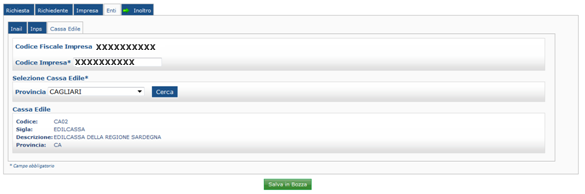 Richiesta Richiedente Impresa Enti Inoltro
Inail Inps Cassa Edile
Codice Fiscale Impresa XXXXXXXXXX
Codice Impresa* XXXXXXXXXX
Selezione Cassa Edile*
Provincia CAGLIARI Cerca
Cassa Edile
Codice: CA02
Sigla: EDILCASSA
Descrizione: EDILCASSA DELLA REGIONE SARDEGNA
Provincia: CA
* Campo obbligatorio
Salva in Bozza